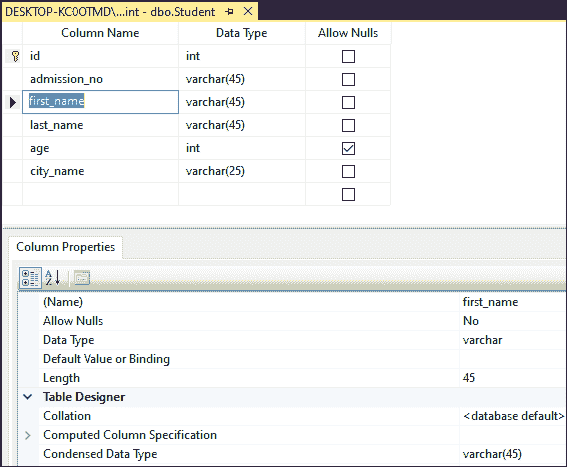 DESKTOP-KC0OTMD\...int - dbo.Student
Column Name Data Type Allow Nulls
id int
admission_no varchar(45)
first_name varchar(45)
last_name varchar(45)
age int
city_name varchar(25)
Column Properties
(Name) first_name
Allow Nulls No
Data Type varchar
Default Value or Binding
Length 45
Table Designer
Collation <database default>
Computed Column Specification
Condensed Data Type varchar(45)